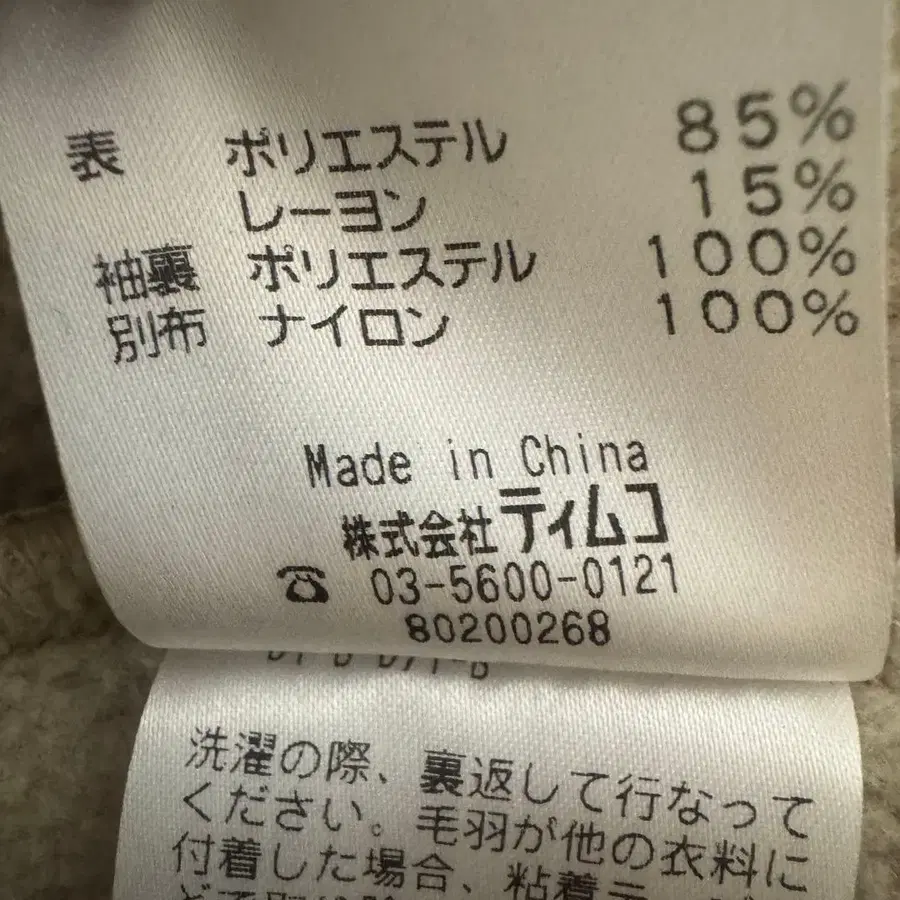 表 ポリエステル 85%
レーヨン 15%
袖裏 ポリエステル 100%
別布 ナイロン 100%
Made in China
株式会社ティムコ
☎ 03-5600-0121
80200268
洗濯の際、裏返して行なって
ください。毛羽が他の衣料に
付着した場合、粘着テ